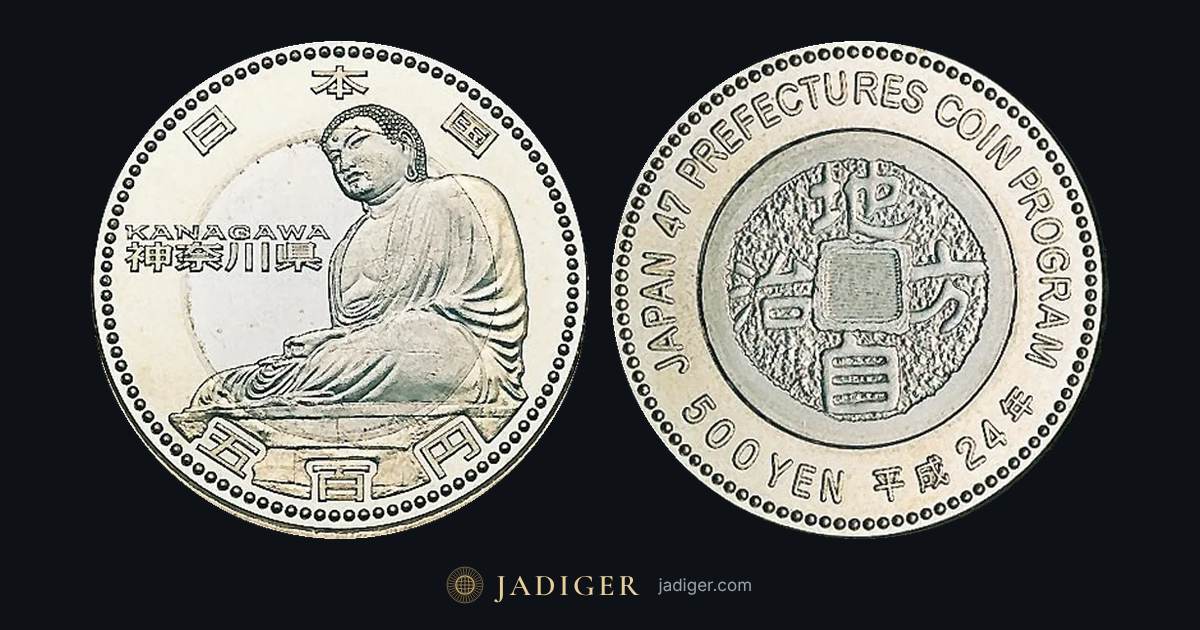 日本国
KANAGAWA
神奈川県
五百円
JAPAN 47 PREFECTURES COIN PROGRAM
地方自治
500 YEN 平成24年
JADIGER jadiger.com